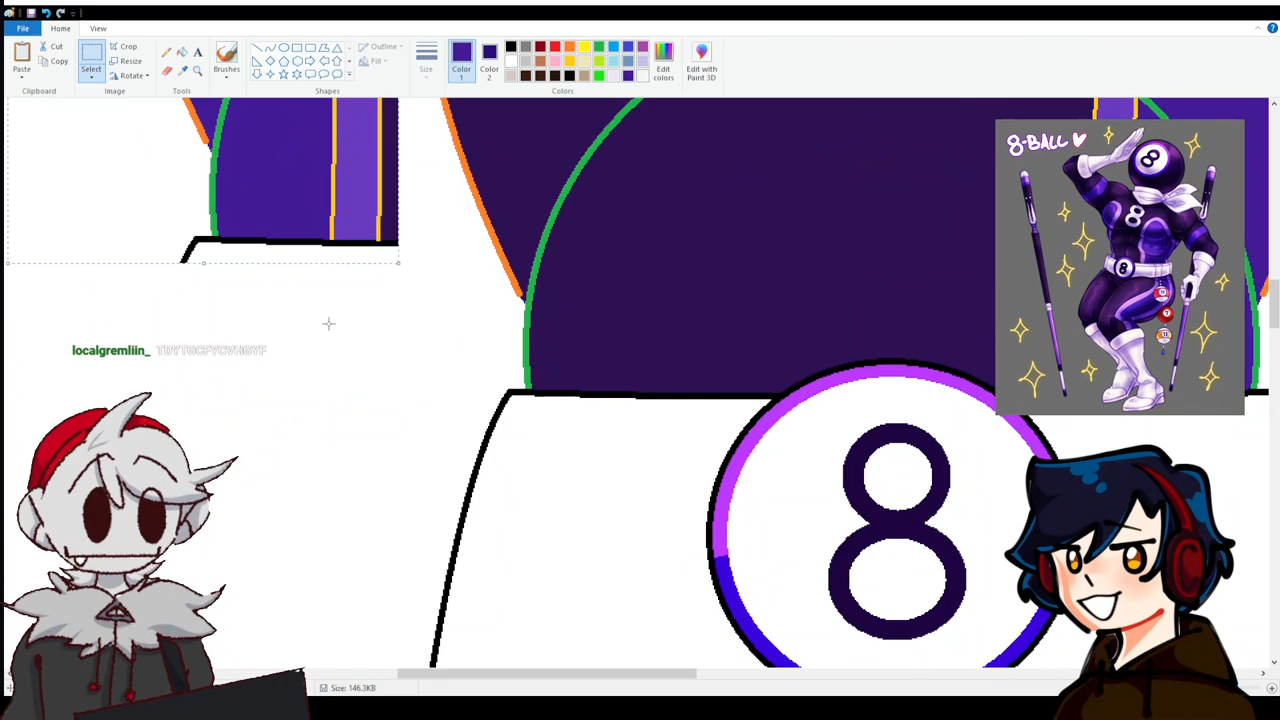 File
Home
View
Paste
Cut
Copy
Clipboard
Select
Crop
Resize
Rotate
Image
Tools
Brushes
Shapes
Outline
Fill
Size
Color
1
Color
2
Edit
colors
Colors
Edit with
Paint 3D
8-BALL
8
8
8
localgremliin_ TDYTGCFYCVHGYF
8
Size: 146.3KB